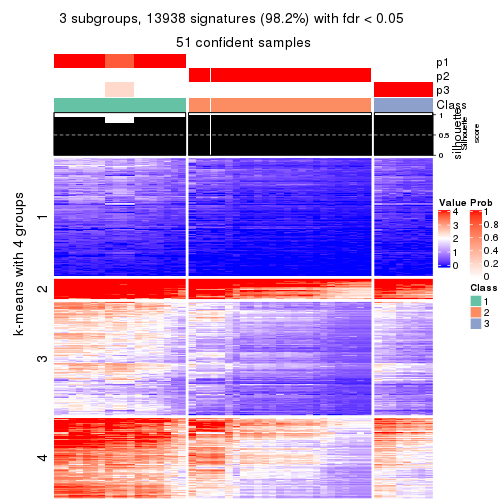 3 subgroups, 13938 signatures (98.2%) with fdr < 0.05
51 confident samples
p1
p2
p3
Class
1
0.5
0
silhouette
Silhouette
score
k-means with 4 groups
1
2
3
4
Value
4
3
2
1
0
Prob
1
0.8
0.6
0.4
0.2
0
Class
1
2
3